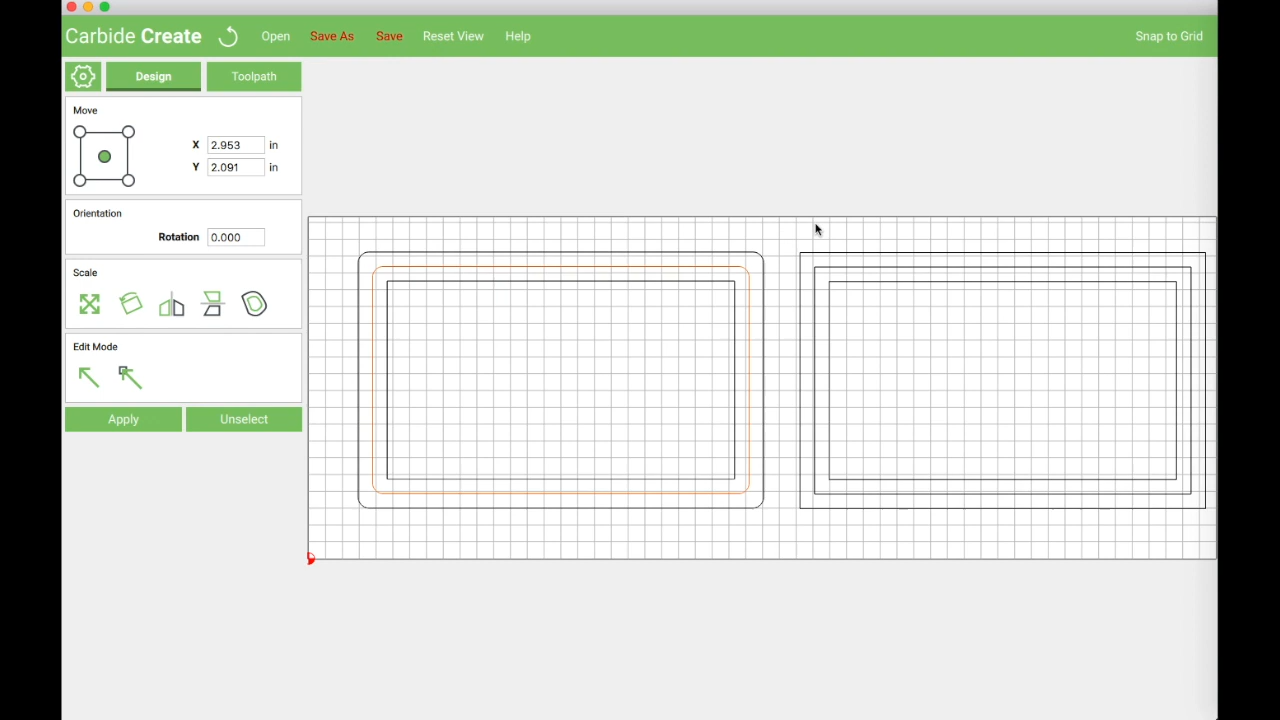 Carbide Create Open Save As Save Reset View Help Snap to Grid
Design Toolpath
Move
X 2.953 in
Y 2.091 in
Orientation
Rotation 0.000
Scale
Edit Mode
Apply Unselect